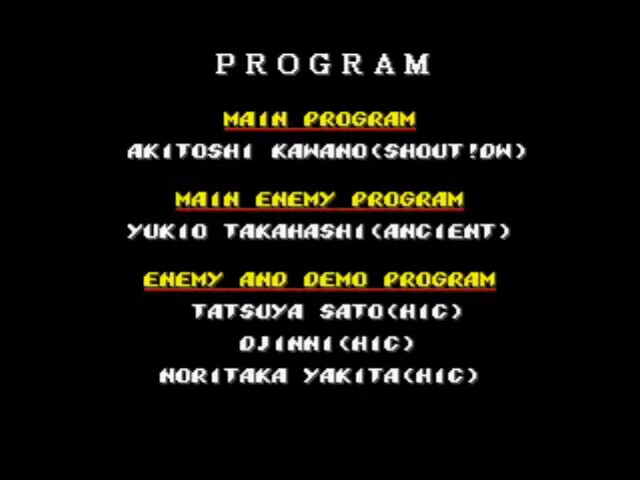 PROGRAM
MAIN PROGRAM
AKITOSHI KAWANO(SHOUT!DW)
MAIN ENEMY PROGRAM
YUKIO TAKAHASHI(ANCIENT)
ENEMY AND DEMO PROGRAM
TATSUYA SATO(HIC)
DJINNI(HIC)
NORITAKA YAKITA(HIC)